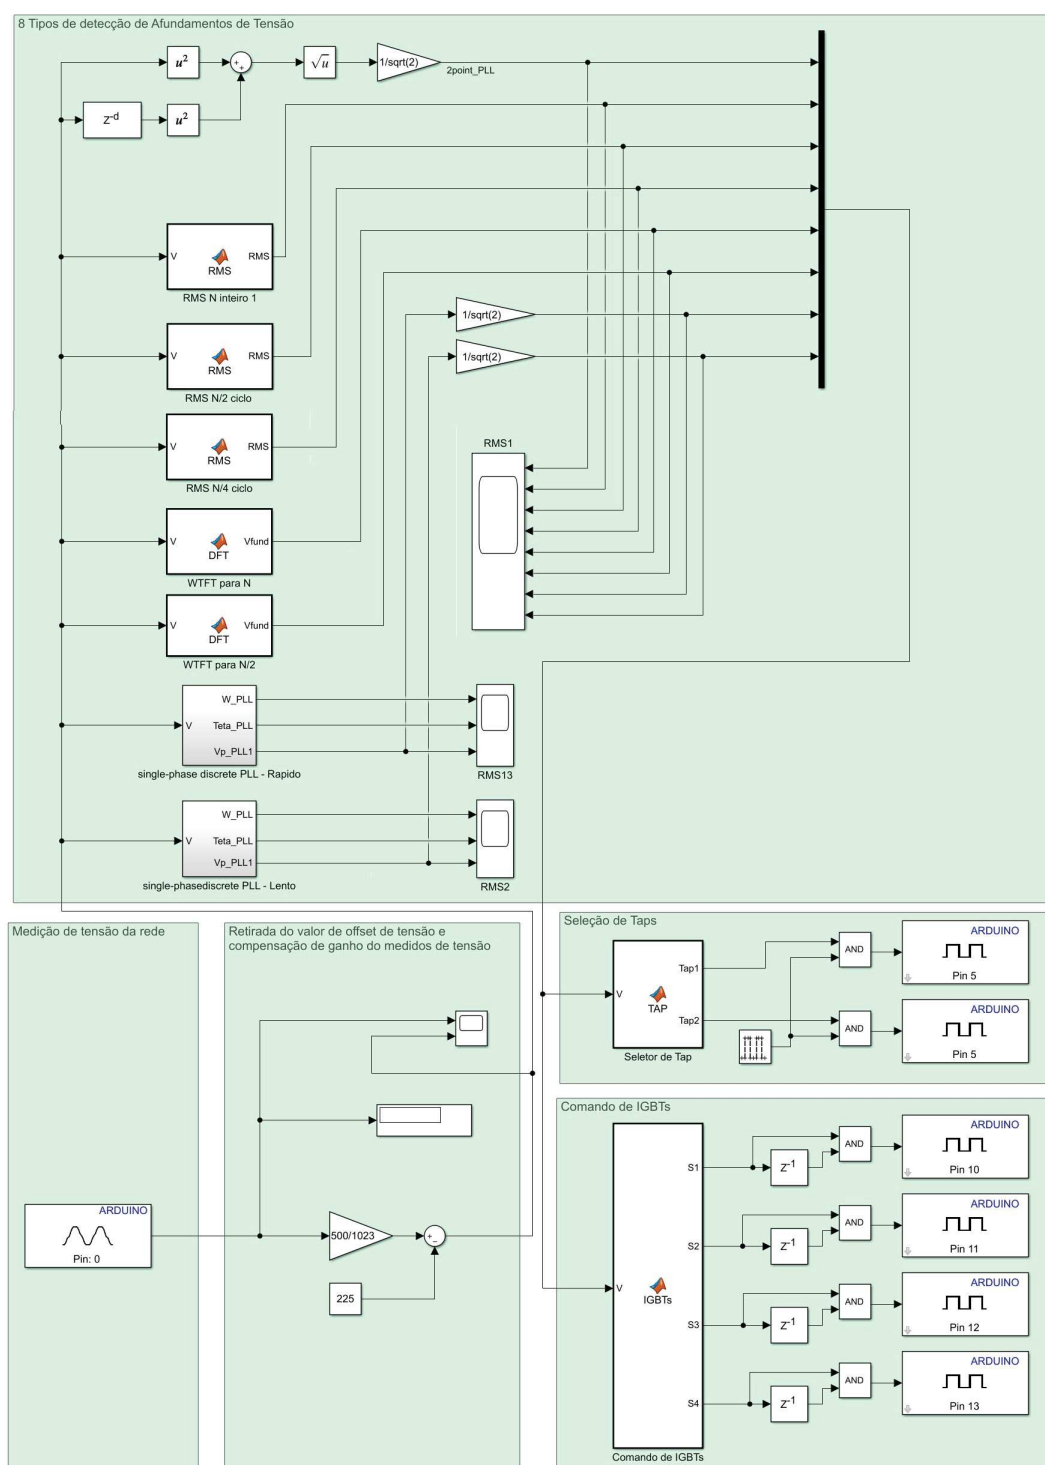 8 Tipos de detecção de Afundamentos de Tensão
u²
+
+
√u
1/sqrt(2)
2point_PLL
Z-d
u²
V
RMS
RMS
RMS N inteiro 1
1/sqrt(2)
V
RMS
RMS
RMS N/2 ciclo
1/sqrt(2)
V
RMS
RMS
RMS N/4 ciclo
RMS1
V
Vfund
DFT
WTFT para N
V
Vfund
DFT
WTFT para N/2
V
W_PLL
Teta_PLL
Vp_PLL1
single-phase discrete PLL - Rapido
RMS13
V
W_PLL
Teta_PLL
Vp_PLL1
single-phasediscrete PLL - Lento
RMS2
Medição de tensão da rede
ARDUINO
Pin: 0
Retirada do valor de offset de tensão e
compensação de ganho do medidos de tensão
500/1023
+
−
225
Seleção de Taps
V
TAP
Tap1
Tap2
Seletor de Tap
AND
ARDUINO
Pin 5
AND
ARDUINO
Pin 5
Comando de IGBTs
V
IGBTs
S1
Z-1
AND
ARDUINO
Pin 10
S2
Z-1
AND
ARDUINO
Pin 11
S3
Z-1
AND
ARDUINO
Pin 12
S4
Z-1
AND
ARDUINO
Pin 13
Comando de IGBTs